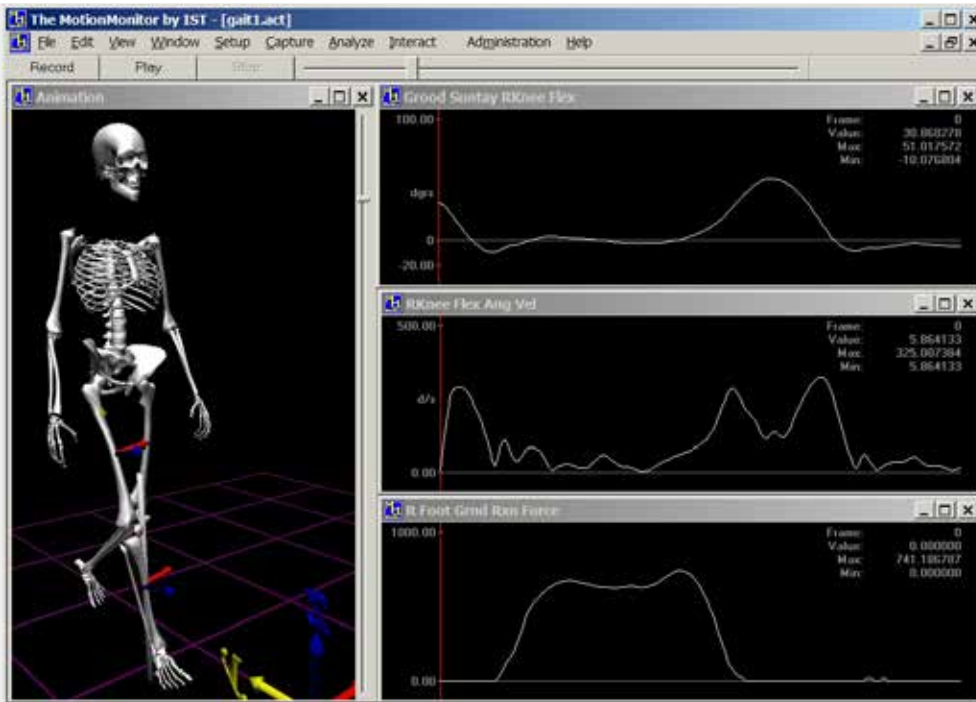 The MotionMonitor by IST - [gait1.act]
File Edit View Window Setup Capture Analyze Interact Administration Help
Record Play Stop
Animation
Grood Suntay RKnee Flex
100.00
dgrs
0
-20.00
Frame: 0
Value: 30.868278
Max: 51.017572
Min: -10.076804
RKnee Flex Ang Vel
500.00
d/s
0.00
Frame: 0
Value: 5.864133
Max: 325.007384
Min: 5.864133
R Foot Grnd Rxn Force
1000.00
0.00
Frame: 0
Value: 0.000000
Max: 741.186787
Min: 0.000000